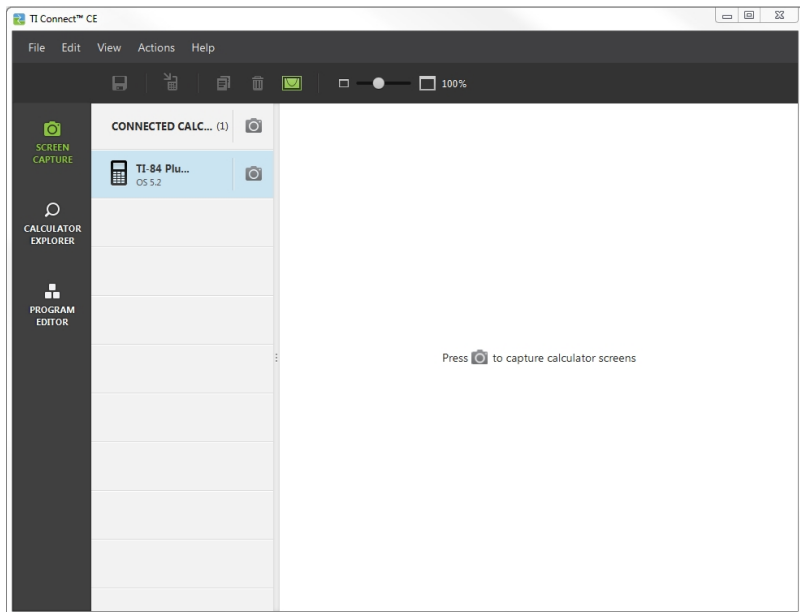 TI Connect™ CE
File Edit View Actions Help
100%
SCREEN
CAPTURE
CALCULATOR
EXPLORER
PROGRAM
EDITOR
CONNECTED CALC... (1)
TI-84 Plu...
OS 5.2
Press to capture calculator screens